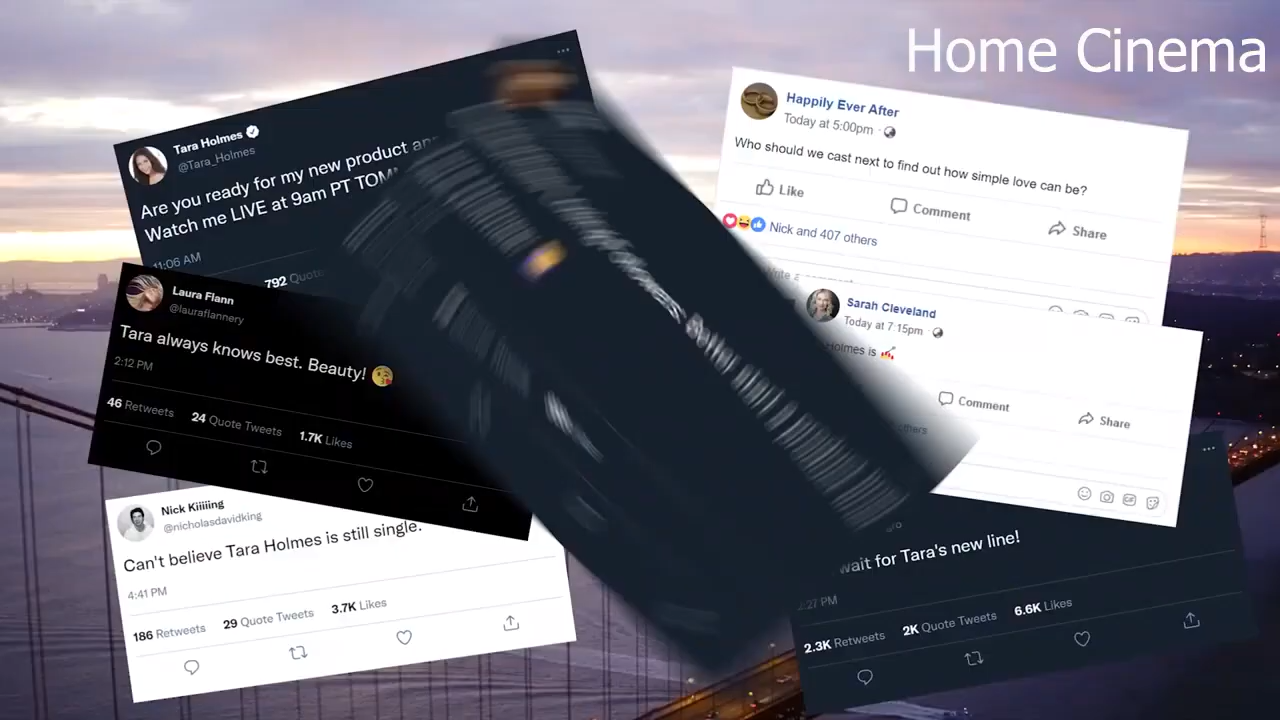 Home Cinema
Tara Holmes
@Tara_Holmes
Are you ready for my new product
Watch me LIVE at 9am PT
11:06 AM
792
Laura Flann
@lauraflannery
Tara always knows best. Beauty! 😘
2:12 PM
46 Retweets 24 Quote Tweets 1.7K Likes
Nick Kiiiiing
@nicholasdavidking
Can't believe Tara Holmes is still single.
4:41 PM
186 Retweets 29 Quote Tweets 3.7K Likes
Happily Ever After
Today at 5:00pm
Who should we cast next to find out how simple love can be?
Like Comment Share
Nick and 407 others
Write a
Sarah Cleveland
Today at 7:15pm
Holmes is
Comment Share
others
wait for Tara's new line!
:27 PM
2.3K Retweets 2K Quote Tweets 6.6K Likes